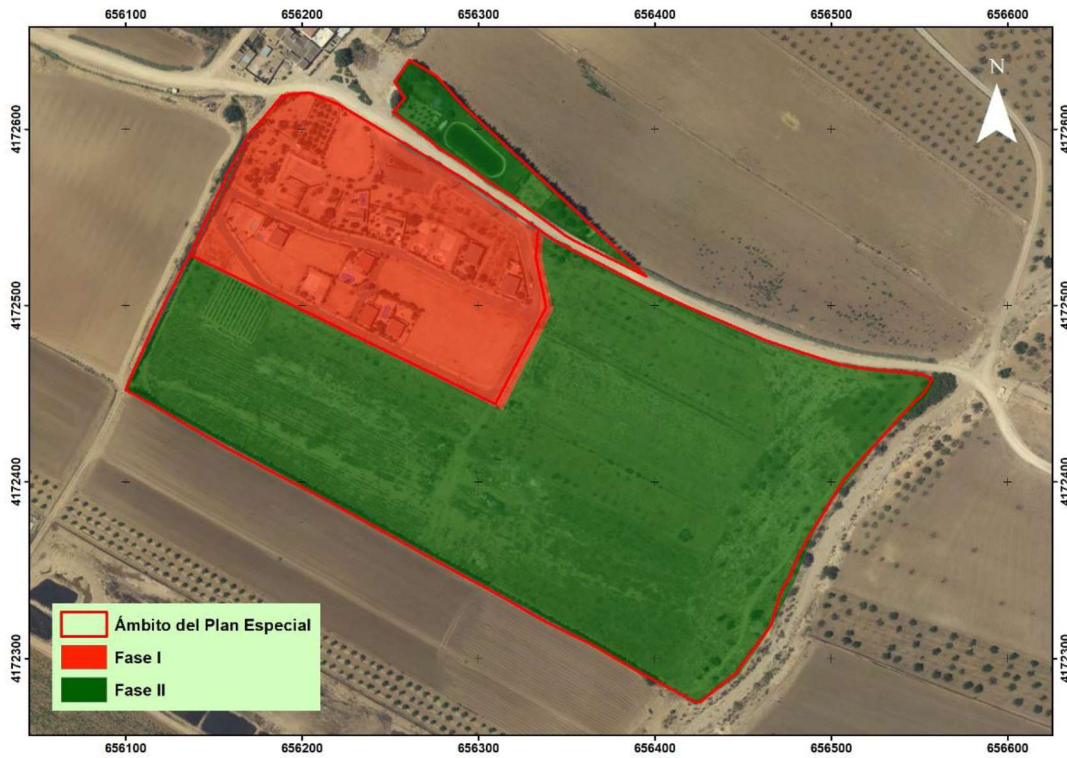 656100 656200 656300 656400 656500 656600
N
4172600 4172600
4172500 4172500
4172400 4172400
4172300 4172300
Ámbito del Plan Especial
Fase I
Fase II
656100 656200 656300 656400 656500 656600